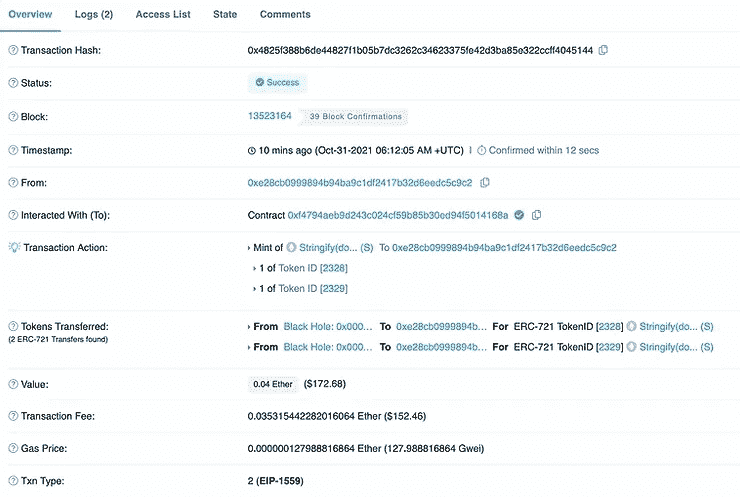 Overview Logs (2) Access List State Comments
Transaction Hash: 0x4825f388b6de44827f1b05b7dc3262c34623375fe42d3ba85e322ccff4045144
Status: Success
Block: 13523164 39 Block Confirmations
Timestamp: 10 mins ago (Oct-31-2021 06:12:05 AM +UTC) | Confirmed within 12 secs
From: 0xe28cb0999894b94ba9c1df2417b32d6eedc5c9c2
Interacted With (To): Contract 0xf4794aeb9d243c024cf59b85b30ed94f5014168a
Transaction Action: Mint of Stringify(do... (S) To 0xe28cb0999894b94ba9c1df2417b32d6eedc5c9c2
1 of Token ID [2328]
1 of Token ID [2329]
Tokens Transferred: From Black Hole: 0x000... To 0xe28cb0999894b... For ERC-721 TokenID [2328] Stringify(do... (S)
(2 ERC-721 Transfers found) From Black Hole: 0x000... To 0xe28cb0999894b... For ERC-721 TokenID [2329] Stringify(do... (S)
Value: 0.04 Ether ($172.68)
Transaction Fee: 0.035315442282016064 Ether ($152.46)
Gas Price: 0.000000127988816864 Ether (127.988816864 Gwei)
Txn Type: 2 (EIP-1559)